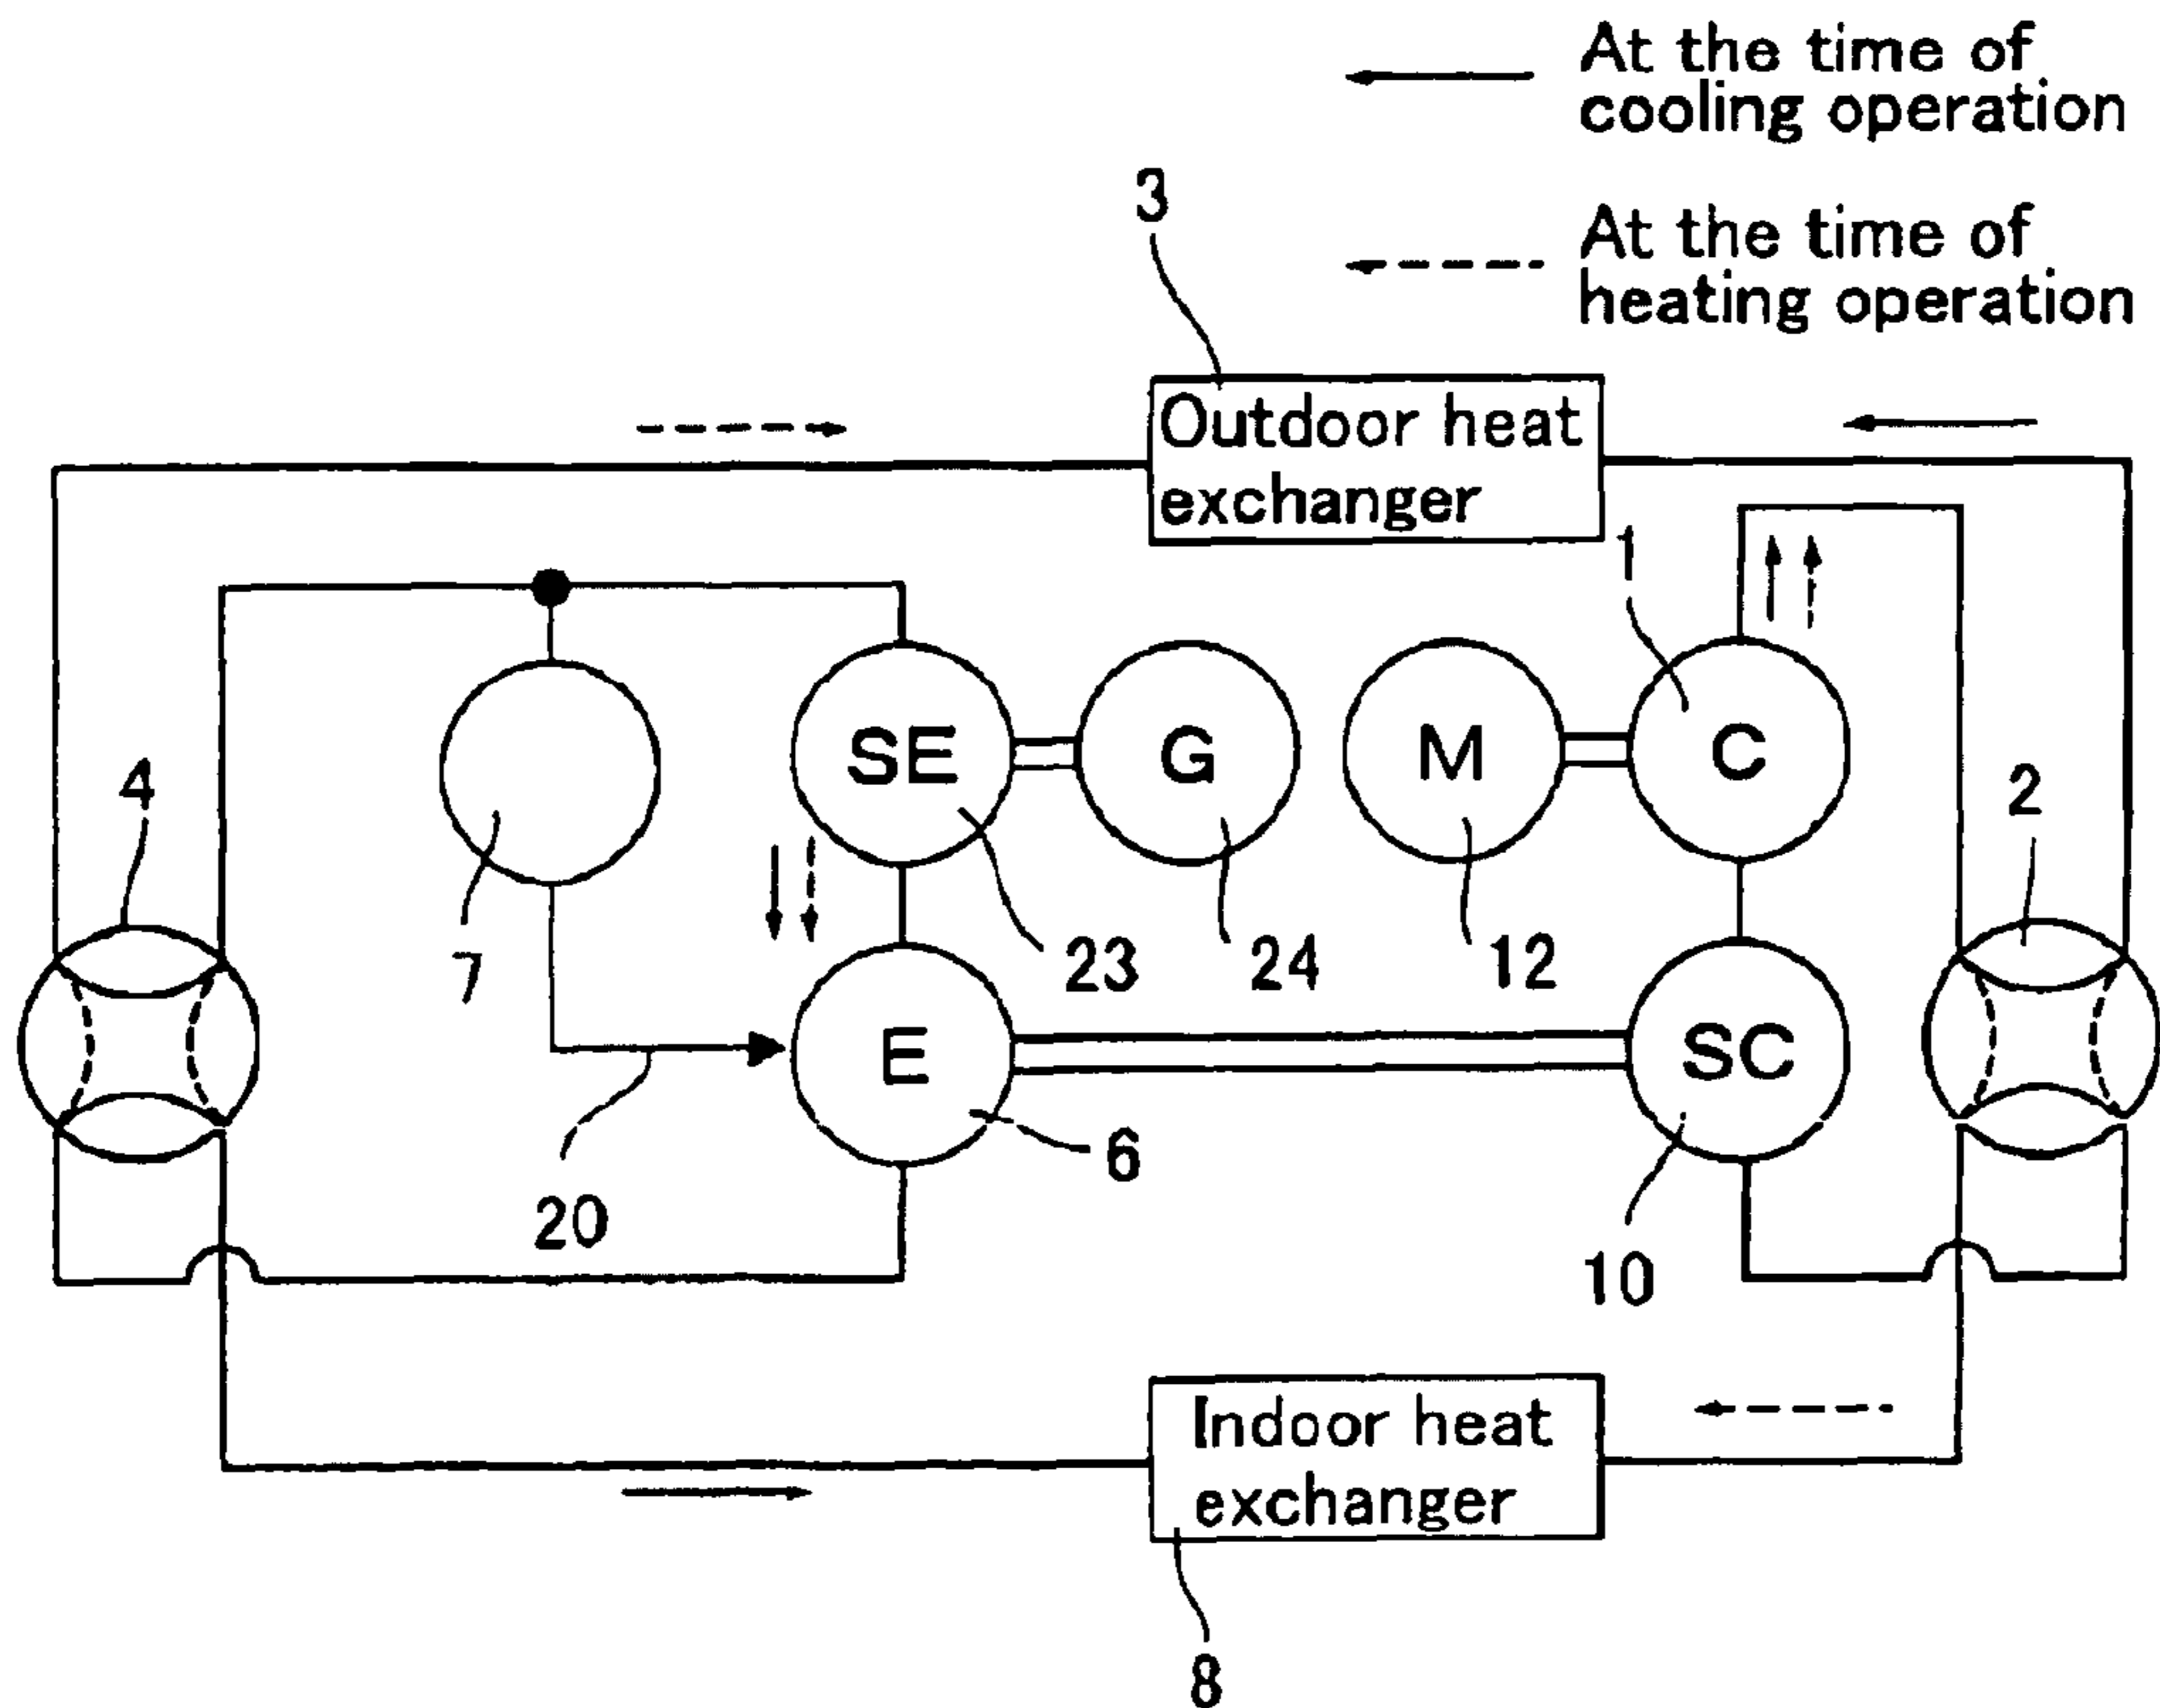 At the time of
cooling operation
3
At the time of
heating operation
Outdoor heat
exchanger
1
SE
G
M
C
4
2
7
23
24
12
E
SC
6
20
10
Indoor heat
exchanger
8